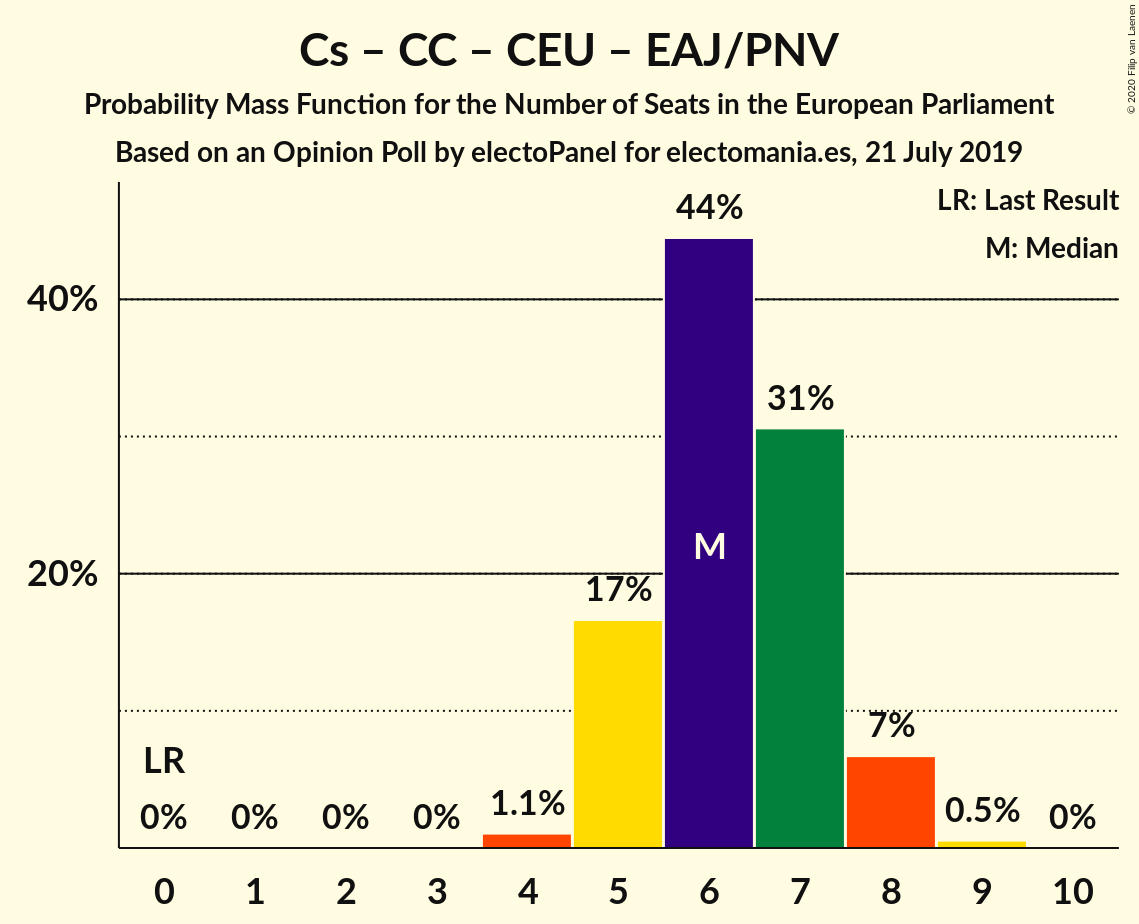 Cs – CC – CEU – EAJ/PNV
Probability Mass Function for the Number of Seats in the European Parliament
Based on an Opinion Poll by electoPanel for electomania.es, 21 July 2019
© 2020 Filip van Laenen
LR: Last Result
M: Median
40%
20%
LR
M
0%
0%
0%
0%
1.1%
17%
44%
31%
7%
0.5%
0%
0 1 2 3 4 5 6 7 8 9 10